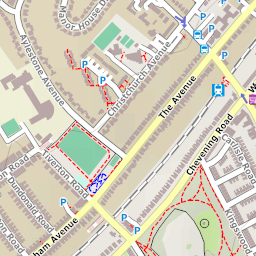 Manor House D
Aylestone Avenue
Christchurch Avenue
The Avenue
Chevening Road
Tiverton Road
Dundonald Road
Road
ham Avenue
Carlisle Road
Kingswood
W